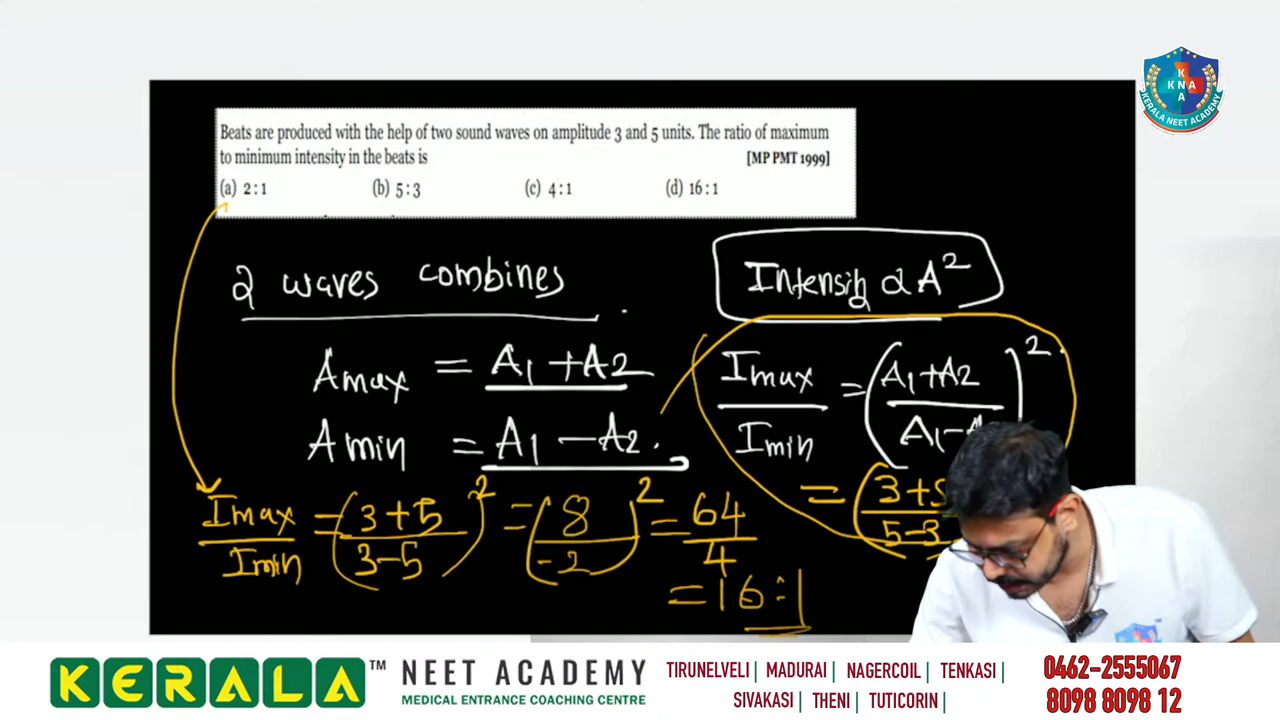 KNA
KERALA NEET ACADEMY
Beats are produced with the help of two sound waves on amplitude 3 and 5 units. The ratio of maximum
to minimum intensity in the beats is [MP PMT 1999]
(a) 2:1 (b) 5:3 (c) 4:1 (d) 16:1
2 waves combines
Intensity α A²
Amax = A1 + A2
Amin = A1 − A2
Imax/Imin = (A1+A2/A1−
= (3+5/5-3
Imax/Imin = (3+5/3-5)² = (8/-2)² = 64/4
= 16:1
KERALA™ NEET ACADEMY
MEDICAL ENTRANCE COACHING CENTRE
TIRUNELVELI | MADURAI | NAGERCOIL | TENKASI |
SIVAKASI | THENI | TUTICORIN |
0462-2555067
8098 8098 12